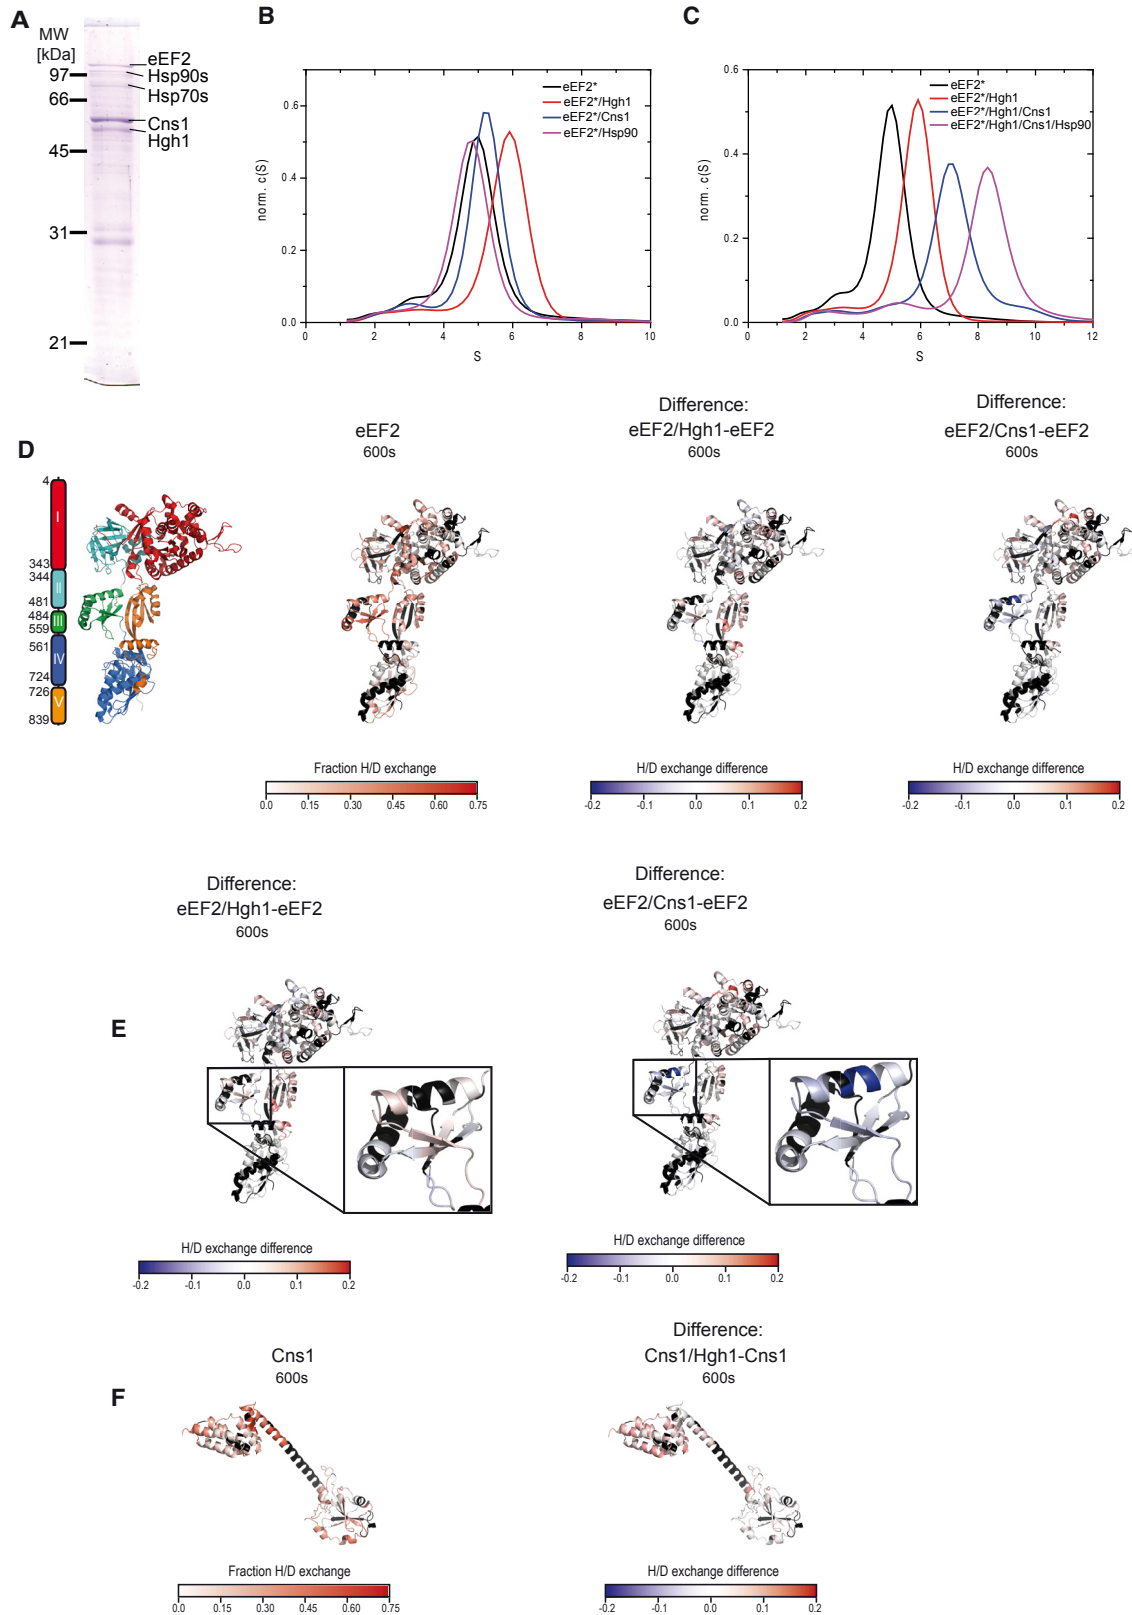 A
MW
[kDa]
97
66
45
31
21
eEF2
Hsp90s
Hsp70s
Cns1
Hgh1
B
norm. c(S)
0.6
0.4
0.2
0.0
0
2
4
6
8
10
S
eEF2*
eEF2*/Hgh1
eEF2*/Cns1
eEF2*/Hsp90
C
norm. c(S)
0.6
0.4
0.2
0.0
0
2
4
6
8
10
12
S
eEF2*
eEF2*/Hgh1
eEF2*/Hgh1/Cns1
eEF2*/Hgh1/Cns1/Hsp90
D
4
I
343
344
II
481
484
III
559
561
IV
724
726
V
839
eEF2
600s
Fraction H/D exchange
0.0 0.15 0.30 0.45 0.60 0.75
Difference:
eEF2/Hgh1-eEF2
600s
H/D exchange difference
-0.2 -0.1 0.0 0.1 0.2
Difference:
eEF2/Cns1-eEF2
600s
H/D exchange difference
-0.2 -0.1 0.0 0.1 0.2
E
Difference:
eEF2/Hgh1-eEF2
600s
H/D exchange difference
-0.2 -0.1 0.0 0.1 0.2
Difference:
eEF2/Cns1-eEF2
600s
H/D exchange difference
-0.2 -0.1 0.0 0.1 0.2
F
Cns1
600s
Fraction H/D exchange
0.0 0.15 0.30 0.45 0.60 0.75
Difference:
Cns1/Hgh1-Cns1
600s
H/D exchange difference
-0.2 -0.1 0.0 0.1 0.2